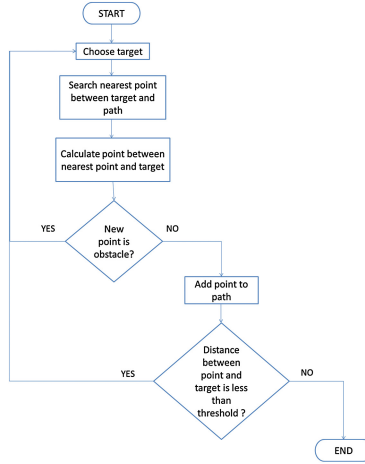 START
Choose target
Search nearest point
between target and
path
Calculate point between
nearest point and target
YES
New
point is
obstacle?
NO
Add point to
path
YES
Distance
between
point and
target is less
than
threshold ?
NO
END